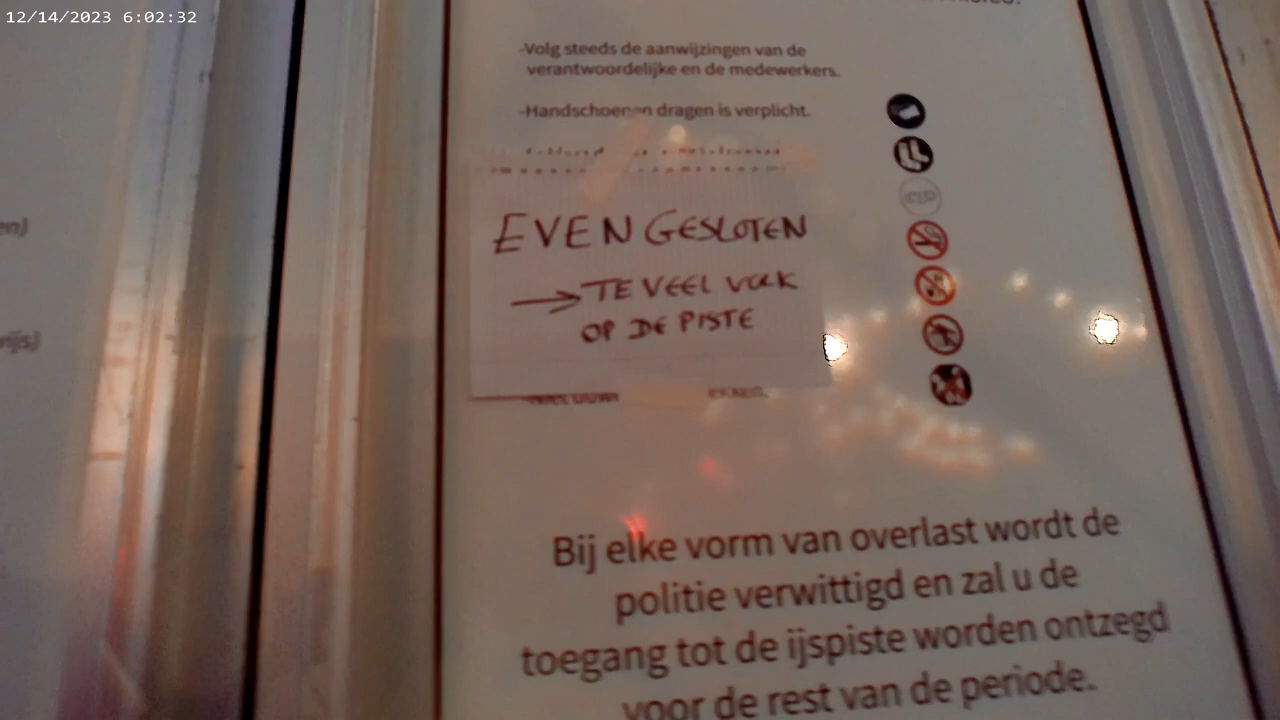 12/14/2023 6:02:32
-Volg steeds de aanwijzingen van de
verantwoordelijke en de medewerkers.
-Handschoenen dragen is verplicht.
EVEN GESLOTEN
→ TE VEEL VOLK
OP DE PISTE
Bij elke vorm van overlast wordt de
politie verwittigd en zal u de
toegang tot de ijspiste worden ontzegd
voor de rest van de periode.